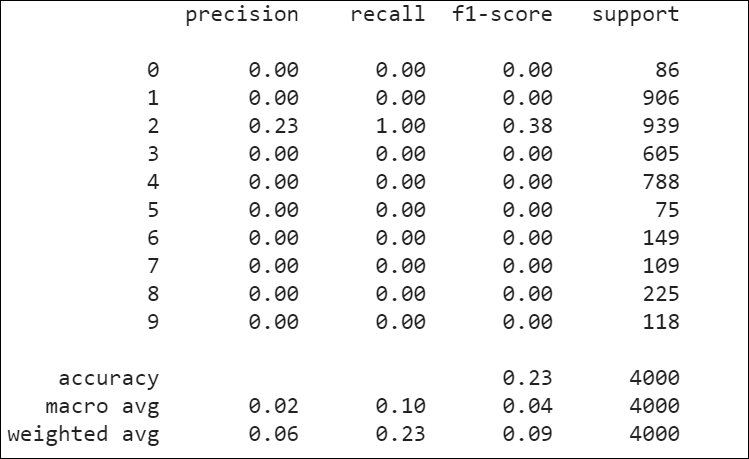 precision recall f1-score support
0 0.00 0.00 0.00 86
1 0.00 0.00 0.00 906
2 0.23 1.00 0.38 939
3 0.00 0.00 0.00 605
4 0.00 0.00 0.00 788
5 0.00 0.00 0.00 75
6 0.00 0.00 0.00 149
7 0.00 0.00 0.00 109
8 0.00 0.00 0.00 225
9 0.00 0.00 0.00 118
accuracy 0.23 4000
macro avg 0.02 0.10 0.04 4000
weighted avg 0.06 0.23 0.09 4000